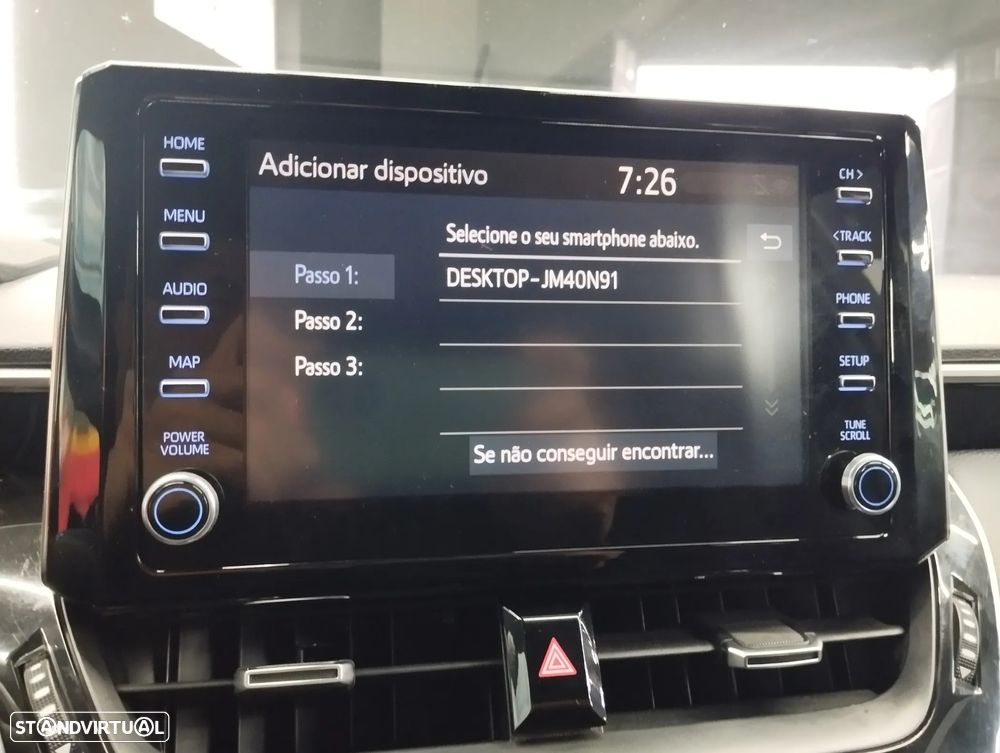 HOME
MENU
AUDIO
MAP
POWER
VOLUME
Adicionar dispositivo
7:26
Selecione o seu smartphone abaixo.
Passo 1:
DESKTOP-JM40N91
Passo 2:
Passo 3:
Se não conseguir encontrar...
CH >
< TRACK
PHONE
SETUP
TUNE
SCROLL
STANDVIRTUAL